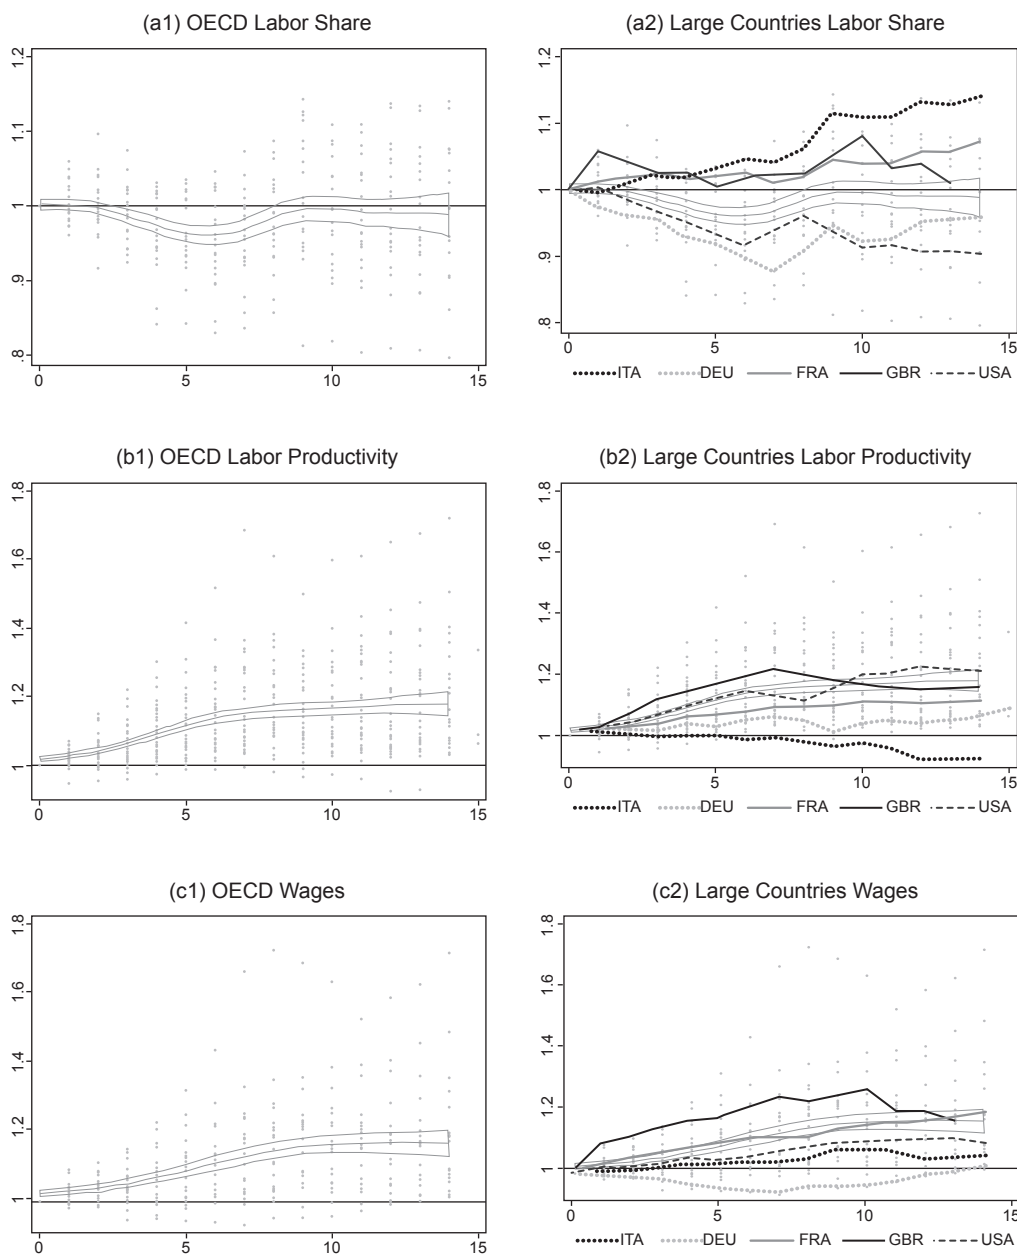 (a1) OECD Labor Share
1.2
1.1
1
.9
.8
0 5 10 15
(a2) Large Countries Labor Share
1.2
1.1
1
.9
.8
0 5 10 15
ITA DEU FRA GBR USA
(b1) OECD Labor Productivity
1.8
1.6
1.4
1.2
1
0 5 10 15
(b2) Large Countries Labor Productivity
1.8
1.6
1.4
1.2
1
0 5 10 15
ITA DEU FRA GBR USA
(c1) OECD Wages
1.8
1.6
1.4
1.2
1
0 5 10 15
(c2) Large Countries Wages
1.8
1.6
1.4
1.2
1
0 5 10 15
ITA DEU FRA GBR USA